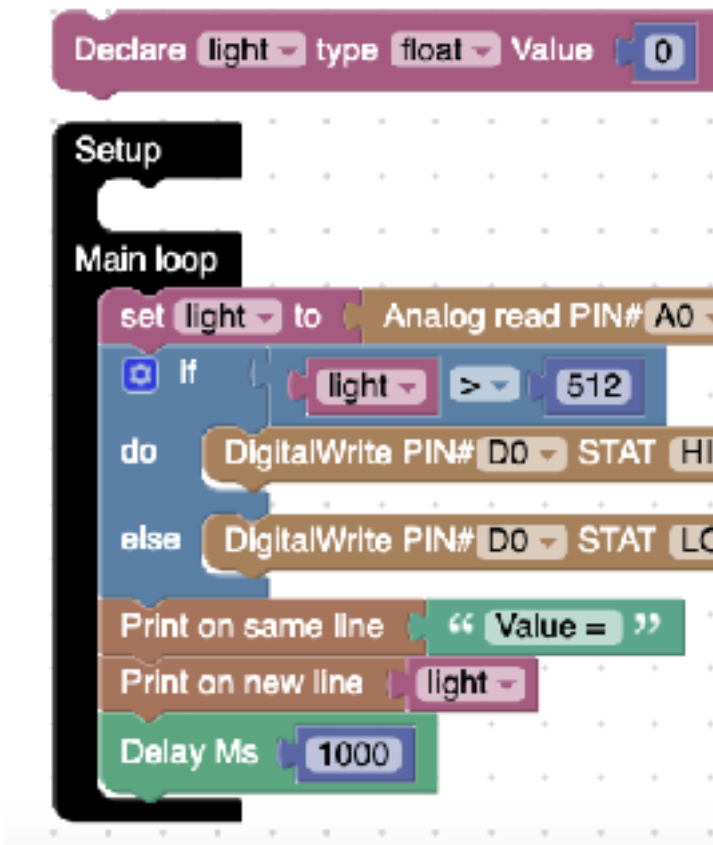 Declare light type float Value 0
Setup
Main loop
set light to Analog read PIN# A0
If light > 512
do DigitalWrite PIN# D0 STAT HI
else DigitalWrite PIN# D0 STAT LO
Print on same line “ Value = ”
Print on new line light
Delay Ms 1000